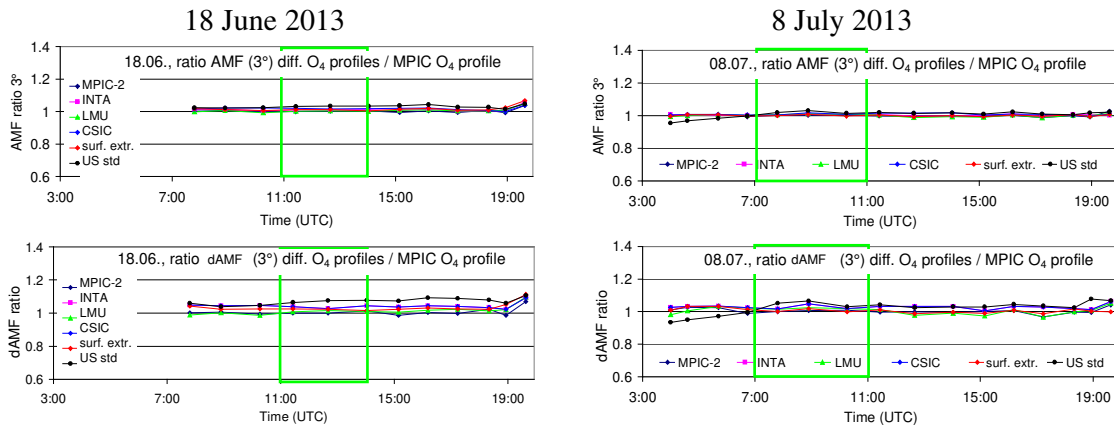 18 June 2013
8 July 2013
18.06., ratio AMF (3°) diff. O4 profiles / MPIC O4 profile
AMF ratio 3°
1.4
1.2
1
0.8
0.6
MPIC-2
INTA
LMU
CSIC
surf. extr.
US std
3:00 7:00 11:00 15:00 19:00
Time (UTC)
08.07., ratio AMF (3°) diff. O4 profiles / MPIC O4 profile
AMF ratio 3°
1.4
1.2
1
0.8
0.6
MPIC-2 INTA LMU CSIC surf. extr. US std
3:00 7:00 11:00 15:00 19:00
Time (UTC)
18.06., ratio dAMF (3°) diff. O4 profiles / MPIC O4 profile
dAMF ratio
1.4
1.2
1
0.8
0.6
MPIC-2
INTA
LMU
CSIC
surf. extr.
US std
3:00 7:00 11:00 15:00 19:00
Time (UTC)
08.07., ratio dAMF (3°) diff. O4 profiles / MPIC O4 profile
dAMF ratio
1.4
1.2
1
0.8
0.6
MPIC-2 INTA LMU CSIC surf. extr. US std
3:00 7:00 11:00 15:00 19:00
Time (UTC)